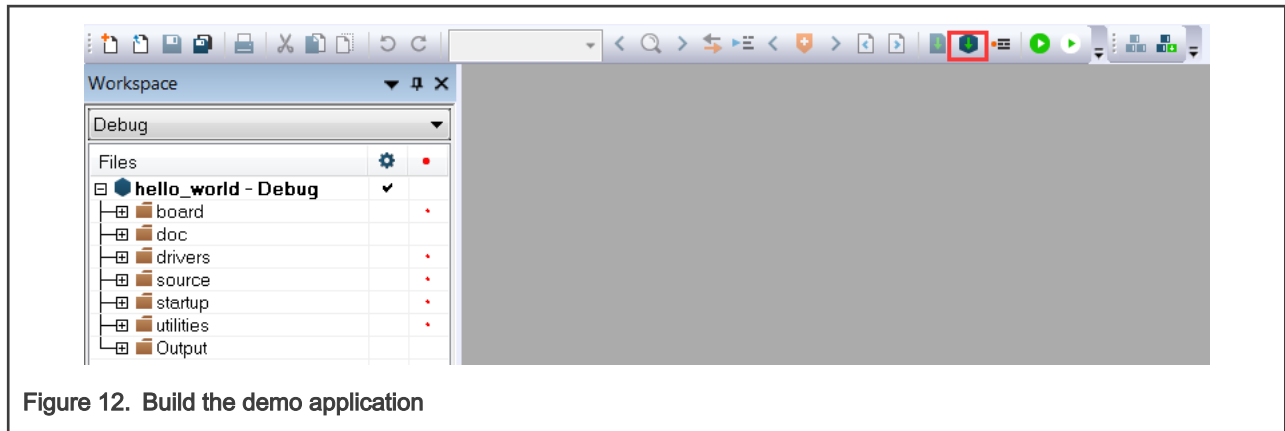 Workspace
Debug
Files
hello_world - Debug
board
doc
drivers
source
startup
utilities
Output
Figure 12. Build the demo application